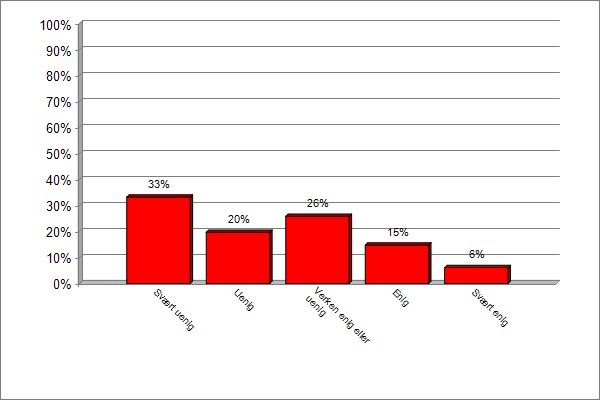 100%
90%
80%
70%
60%
50%
40%
30%
20%
10%
0%
33%
20%
26%
15%
6%
Svært uenig
Uenig
Verken enig eller
uenig
Enig
Svært enig